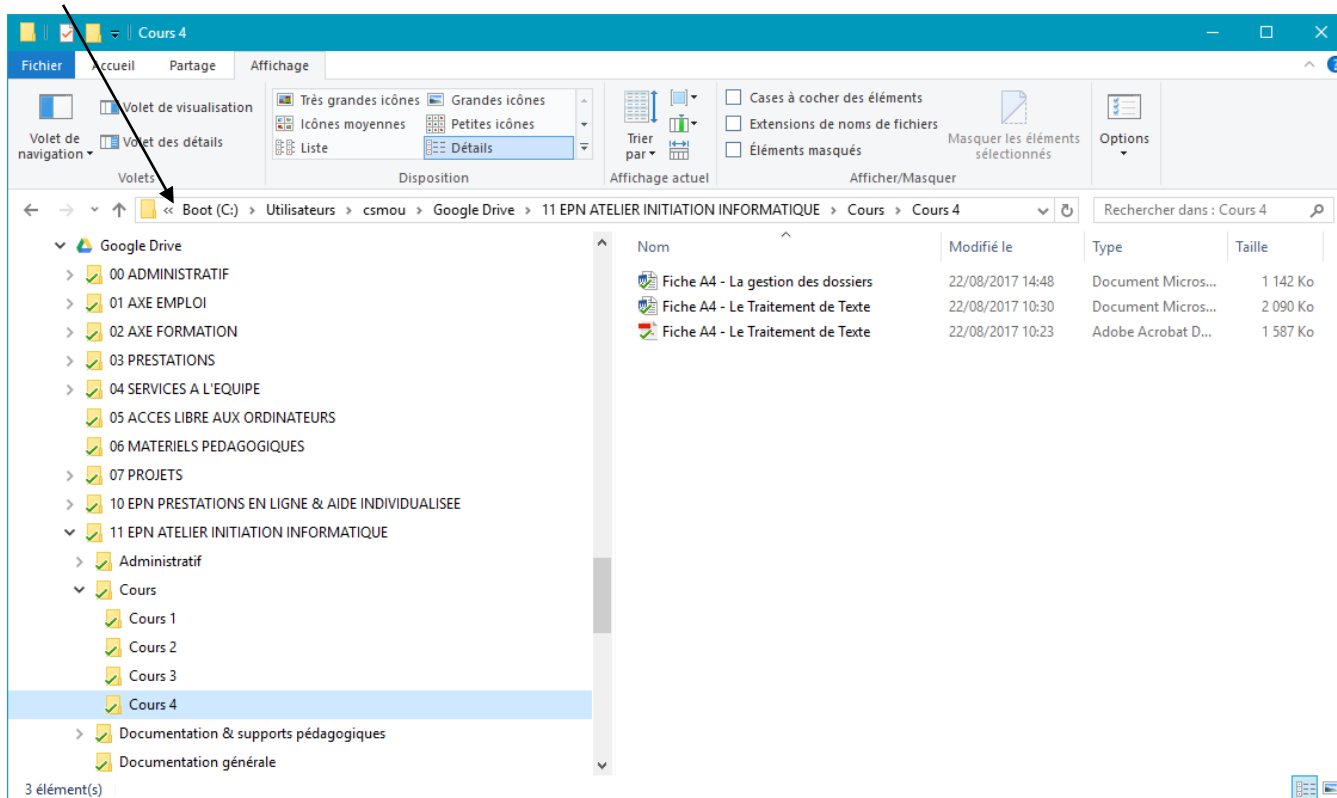 Cours 4
Fichier Accueil Partage Affichage
Volet de navigation
Volet de visualisation
Volet des détails
Volets
Très grandes icônes Grandes icônes
Icônes moyennes Petites icônes
Liste Détails
Disposition
Trier par
Affichage actuel
Cases à cocher des éléments
Extensions de noms de fichiers
Éléments masqués
Masquer les éléments sélectionnés
Afficher/Masquer
Options
« Boot (C:) > Utilisateurs > csmou > Google Drive > 11 EPN ATELIER INITIATION INFORMATIQUE > Cours > Cours 4
Rechercher dans : Cours 4
Google Drive
00 ADMINISTRATIF
01 AXE EMPLOI
02 AXE FORMATION
03 PRESTATIONS
04 SERVICES A L'EQUIPE
05 ACCES LIBRE AUX ORDINATEURS
06 MATERIELS PEDAGOGIQUES
07 PROJETS
10 EPN PRESTATIONS EN LIGNE & AIDE INDIVIDUALISEE
11 EPN ATELIER INITIATION INFORMATIQUE
Administratif
Cours
Cours 1
Cours 2
Cours 3
Cours 4
Documentation & supports pédagogiques
Documentation générale
Nom Modifié le Type Taille
Fiche A4 - La gestion des dossiers 22/08/2017 14:48 Document Micros... 1 142 Ko
Fiche A4 - Le Traitement de Texte 22/08/2017 10:30 Document Micros... 2 090 Ko
Fiche A4 - Le Traitement de Texte 22/08/2017 10:23 Adobe Acrobat D... 1 587 Ko
3 élément(s)